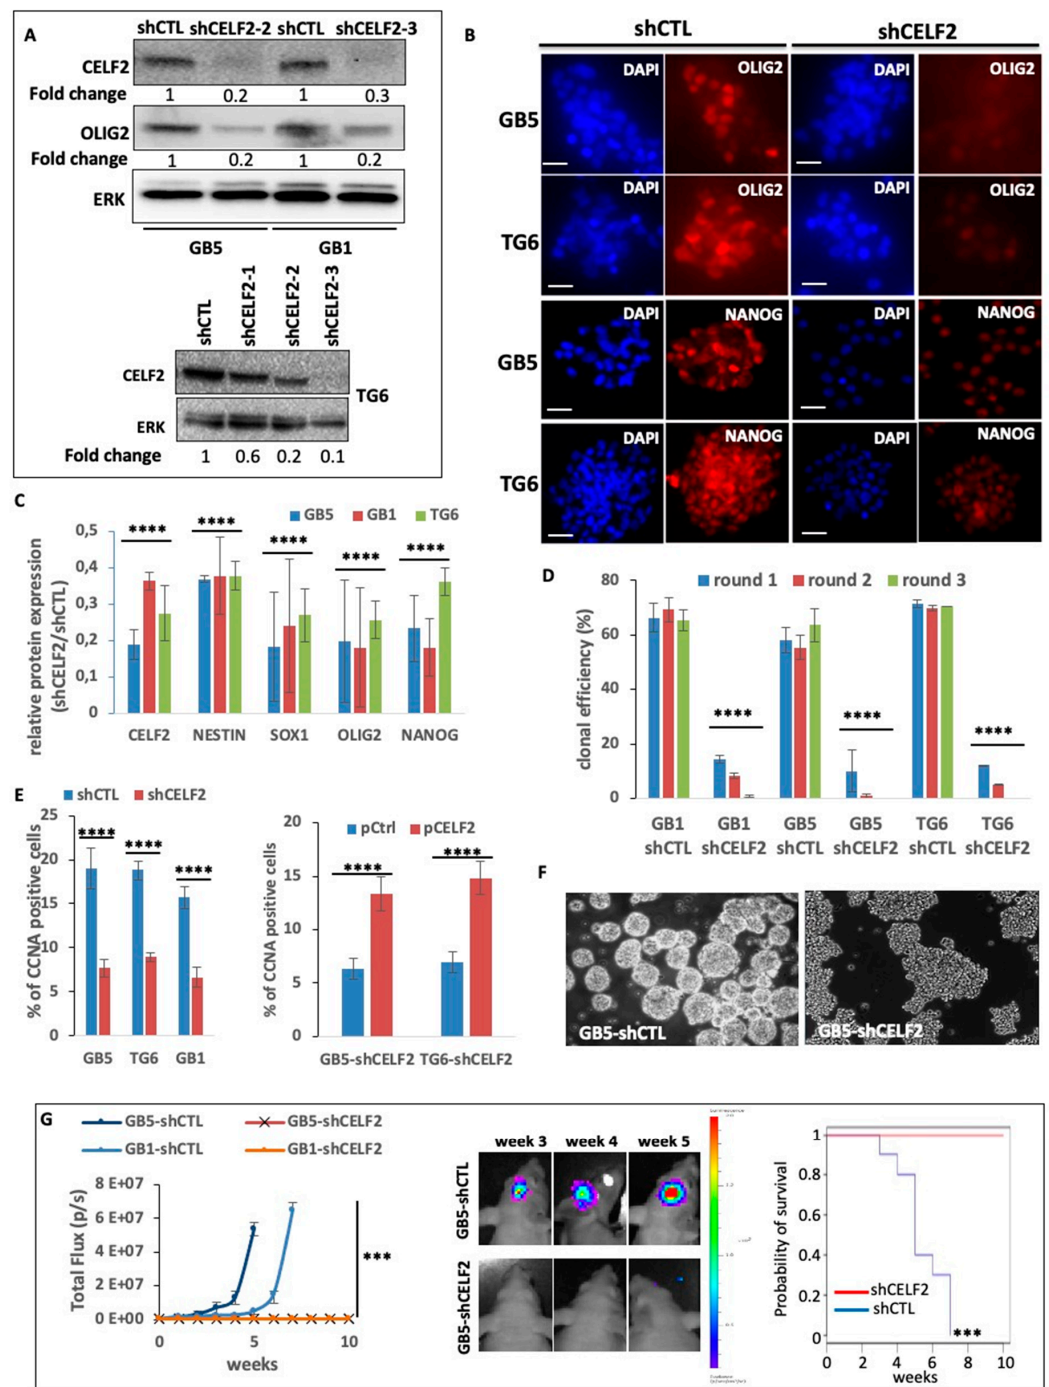 A
shCTL shCELF2-2 shCTL shCELF2-3
CELF2
Fold change 1 0.2 1 0.3
OLIG2
Fold change 1 0.2 1 0.2
ERK
GB5 GB1
shCTL shCELF2-1 shCELF2-2 shCELF2-3
CELF2
TG6
ERK
Fold change 1 0.6 0.2 0.1
B
shCTL shCELF2
GB5 DAPI OLIG2 DAPI OLIG2
TG6 DAPI OLIG2 DAPI OLIG2
GB5 DAPI NANOG DAPI NANOG
TG6 DAPI NANOG DAPI NANOG
C
GB5 GB1 TG6
relative protein expression
(shCELF2/shCTL)
0,5
0,4
0,3
0,2
0,1
0
**** **** **** **** ****
CELF2 NESTIN SOX1 OLIG2 NANOG
D
round 1 round 2 round 3
clonal efficiency (%)
80
60
40
20
0
**** **** ****
GB1 GB1 GB5 GB5 TG6 TG6
shCTL shCELF2 shCTL shCELF2 shCTL shCELF2
E
shCTL shCELF2
% of CCNA positive cells
25
20
15
10
5
0
**** **** ****
GB5 TG6 GB1
pCtrl pCELF2
% of CCNA positive cells
20
15
10
5
0
**** ****
GB5-shCELF2 TG6-shCELF2
F
GB5-shCTL GB5-shCELF2
G
GB5-shCTL GB5-shCELF2
GB1-shCTL GB1-shCELF2
Total Flux (p/s)
8 E+07
6 E+07
4 E+07
2 E+07
0 E+00
***
0 5 10
weeks
week 3 week 4 week 5
GB5-shCTL
GB5-shCELF2
Probability of survival
1
0.8
0.6
0.4
0.2
0
shCELF2
shCTL
***
0 2 4 6 8 10
weeks